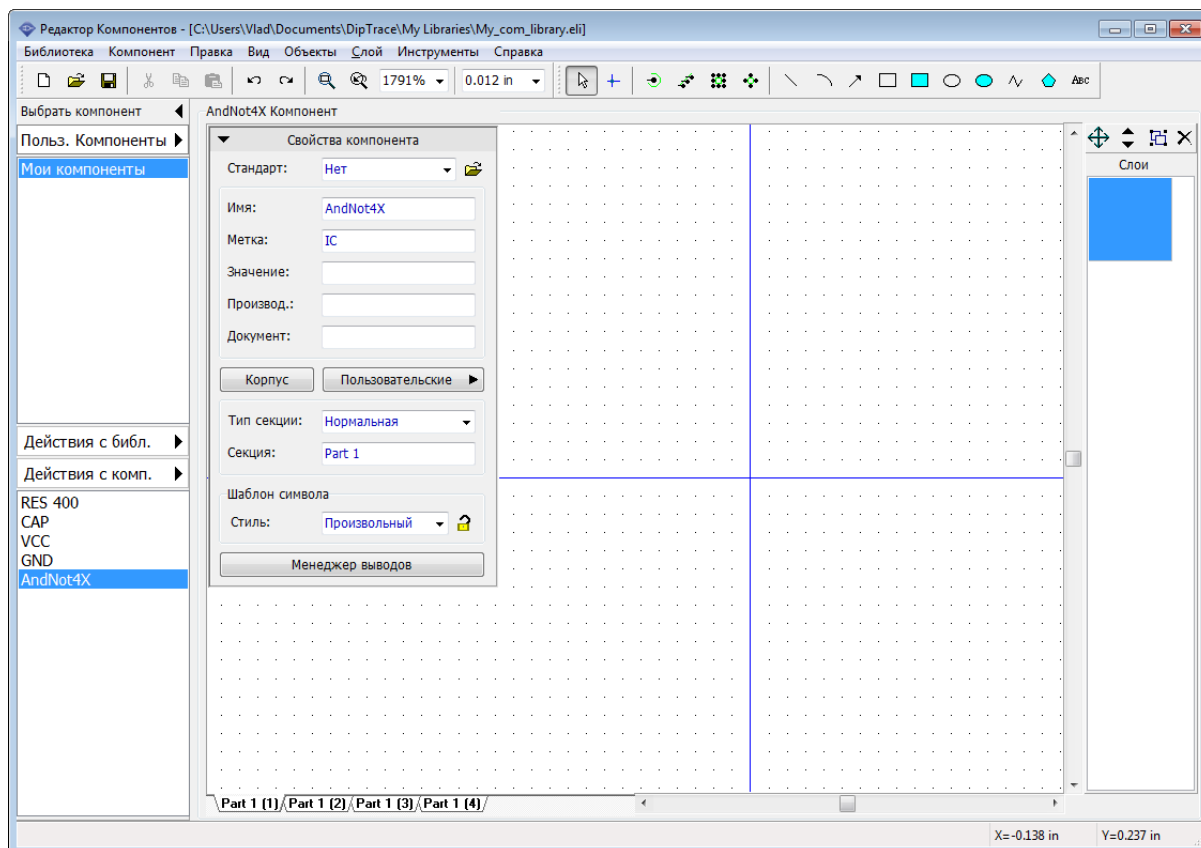 Редактор Компонентов - [C:\Users\Vlad\Documents\DipTrace\My Libraries\My_com_library.eli]
Библиотека Компонент Правка Вид Объекты Слой Инструменты Справка
1791% 0.012 in ABC
Выбрать компонент
AndNot4X Компонент
Польз. Компоненты
Мои компоненты
Свойства компонента
Стандарт: Нет
Имя: AndNot4X
Метка: IC
Значение:
Производ.:
Документ:
Корпус Пользовательские
Тип секции: Нормальная
Секция: Part 1
Шаблон символа
Стиль: Произвольный
Менеджер выводов
Слои
Действия с библ.
Действия с комп.
RES 400
CAP
VCC
GND
AndNot4X
Part 1 (1) Part 1 (2) Part 1 (3) Part 1 (4)
X=-0.138 in Y=0.237 in